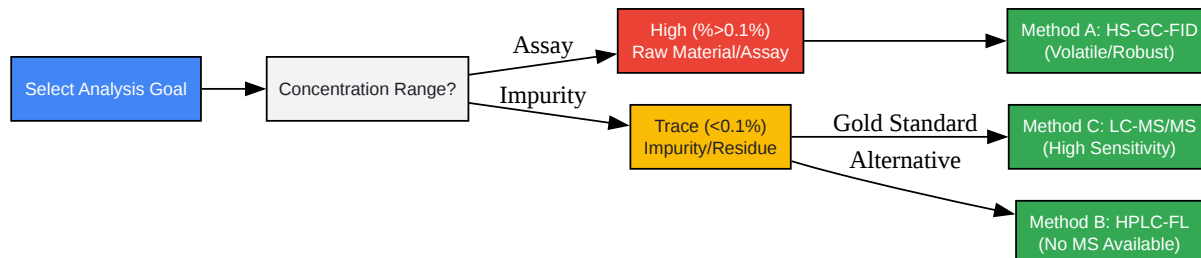 Select Analysis Goal
Concentration Range?
Assay
Impurity
High (%>0.1%)
Raw Material/Assay
Trace (<0.1%)
Impurity/Residue
Gold Standard
Alternative
Method A: HS-GC-FID
(Volatile/Robust)
Method C: LC-MS/MS
(High Sensitivity)
Method B: HPLC-FL
(No MS Available)